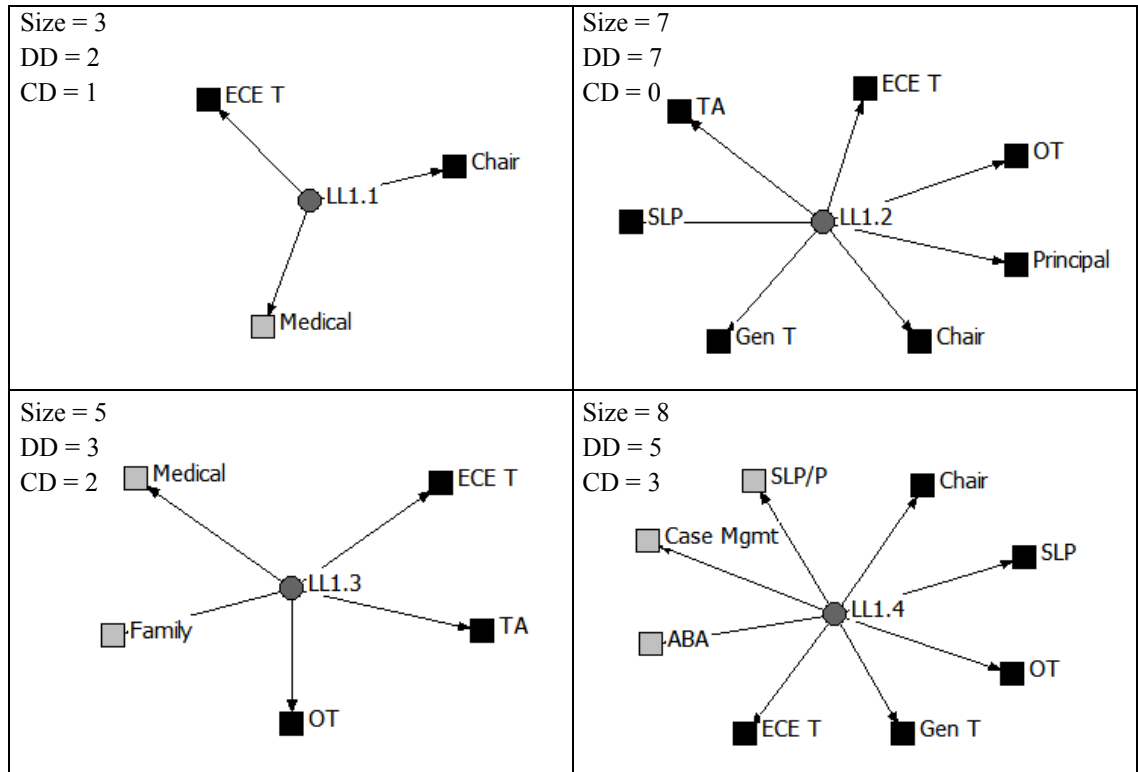 Size = 3
DD = 2
CD = 1
ECE T
Chair
LL1.1
Medical
Size = 7
DD = 7
CD = 0
ECE T
TA
OT
SLP
LL1.2
Principal
Gen T
Chair
Size = 5
DD = 3
CD = 2
Medical
ECE T
LL1.3
Family
TA
OT
Size = 8
DD = 5
CD = 3
SLP/P
Chair
Case Mgmt
SLP
LL1.4
ABA
OT
ECE T
Gen T